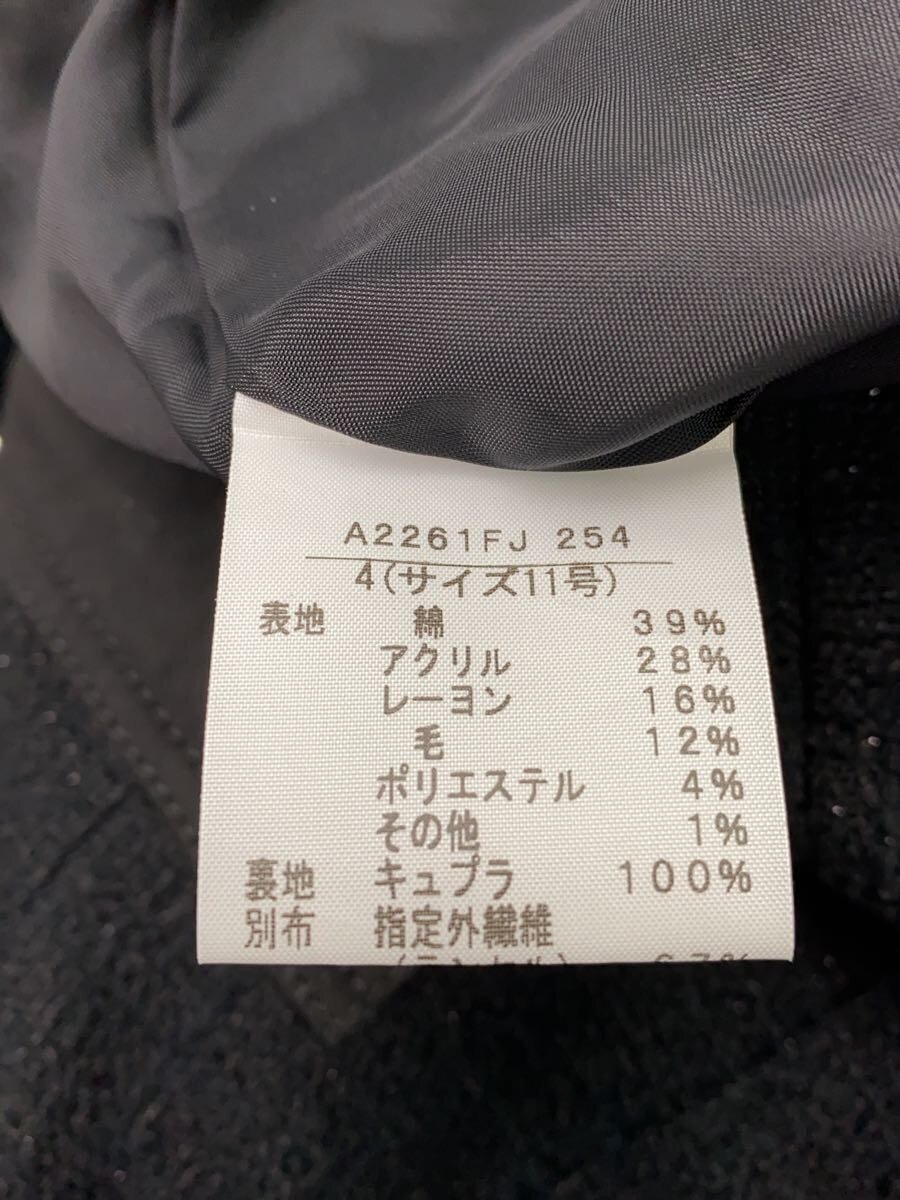 A2261FJ 254
4(サイズ11号)
表地 綿 39%
アクリル 28%
レーヨン 16%
毛 12%
ポリエステル 4%
その他 1%
裏地 キュプラ 100%
別布 指定外繊維